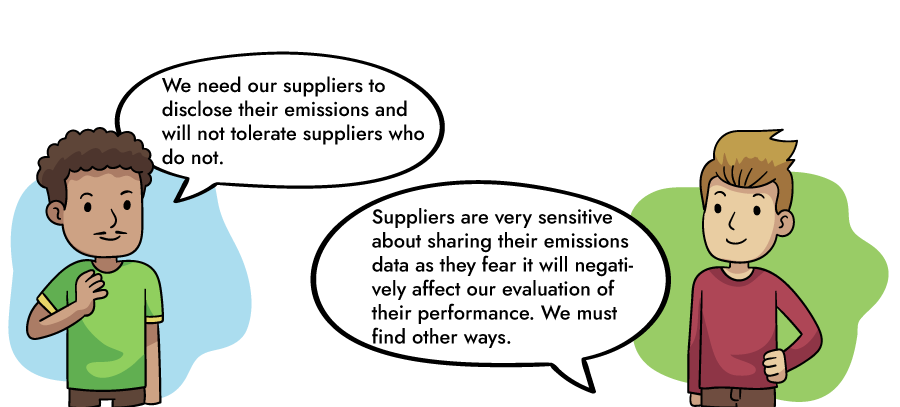 We need our suppliers to
disclose their emissions and
will not tolerate suppliers who
do not.
Suppliers are very sensitive
about sharing their emissions
data as they fear it will negati-
vely affect our evaluation of
their performance. We must
find other ways.